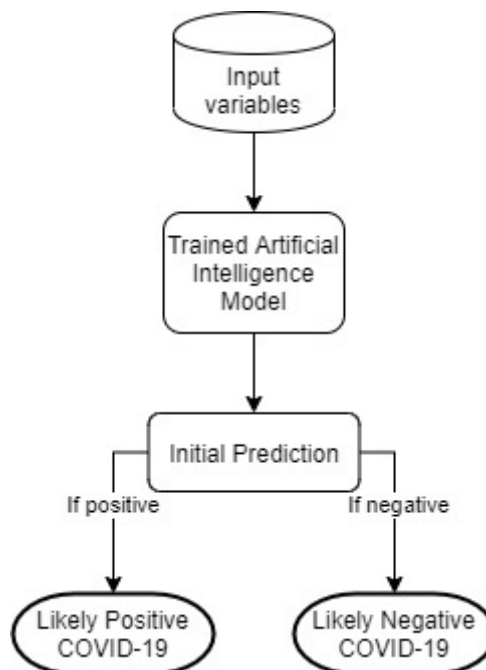 Input
variables
Trained Artificial
Intelligence
Model
Initial Prediction
If positive
If negative
Likely Positive
COVID-19
Likely Negative
COVID-19